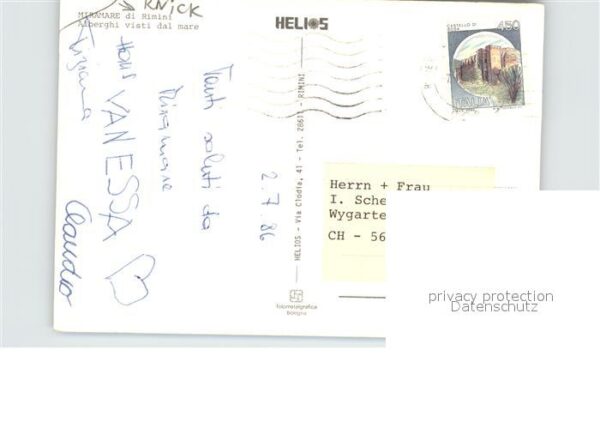 KNICK
MIRAMARE di Rimini
Alberghi visti dal mare
HELIOS
CASTELLO DI
450
Tanti saluti da
Miramare
2.7.86
VANESSA
Tiziana
Claudio
HELIOS - Via Clodia, 41 - Tel. 28611 - RIMINI
fotometalgrafica
bologna
Herrn + Frau
I. Sche
Wygarte
CH - 56
privacy protection
Datenschutz